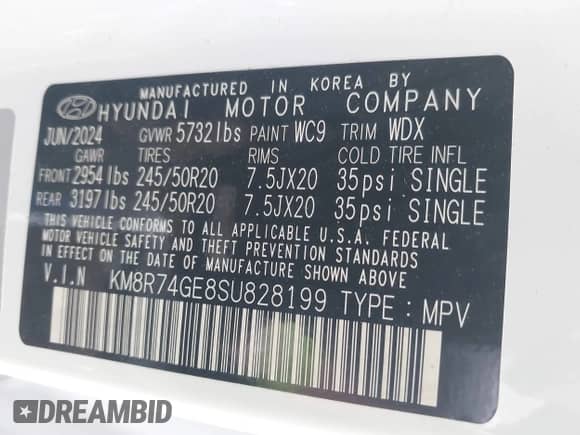 MANUFACTURED IN KOREA BY
HYUNDAI MOTOR COMPANY
JUN/2024 GVWR 5732lbs PAINT WC9 TRIM WDX
GAWR TIRES RIMS COLD TIRE INFL
FRONT 2954lbs 245/50R20 7.5JX20 35psi SINGLE
REAR 3197lbs 245/50R20 7.5JX20 35psi SINGLE
THIS VEHICLE CONFORMS TO ALL APPLICABLE U.S.A. FEDERAL
MOTOR VEHICLE SAFETY AND THEFT PREVENTION STANDARDS
IN EFFECT ON THE DATE OF MANUFACTURE SHOWN ABOVE.
V.I.N KM8R74GE8SU828199 TYPE : MPV
DREAMBID